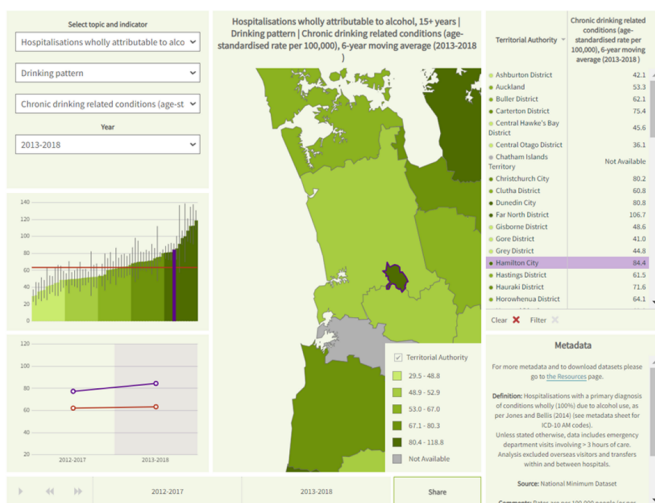 Select topic and indicator
Hospitalisations wholly attributable to alco
Drinking pattern
Chronic drinking related conditions (age-st
Year
2013-2018
Hospitalisations wholly attributable to alcohol, 15+ years |
Drinking pattern | Chronic drinking related conditions (age-
standardised rate per 100,000), 6-year moving average (2013-2018
)
Territorial Authority
Chronic drinking related
conditions (age-
standardised rate per
100,000), 6-year moving
average (2013-2018)
Ashburton District 42.1
Auckland 53.3
Buller District 62.1
Carterton District 75.4
Central Hawke's Bay
District 45.6
Central Otago District 36.1
Chatham Islands
Territory Not Available
Christchurch City 80.2
Clutha District 60.8
Dunedin City 80.8
Far North District 106.7
Gisborne District 48.6
Gore District 41.0
Grey District 44.8
Hamilton City 84.4
Hastings District 61.5
Hauraki District 71.6
Horowhenua District 64.1
Clear Filter
140
120
100
80
60
40
20
0
120
100
80
60
40
20
2012-2017 2013-2018
Territorial Authority
29.5 - 48.8
48.9 - 52.9
53.0 - 67.0
67.1 - 80.3
80.4 - 118.8
Not Available
Metadata
For more metadata and to download datasets please
go to the Resources page.
Definition: Hospitalisations with a primary diagnosis
of conditions wholly (100%) due to alcohol use, as
per Jones and Bellis (2014) (see metadata sheet for
ICD-10 AM codes).
Unless stated otherwise, data includes emergency
department visits involving > 3 hours of care.
Analysis excluded overseas visitors and transfers
within and between hospitals.
Source: National Minimum Dataset
2012-2017 2013-2018 Share